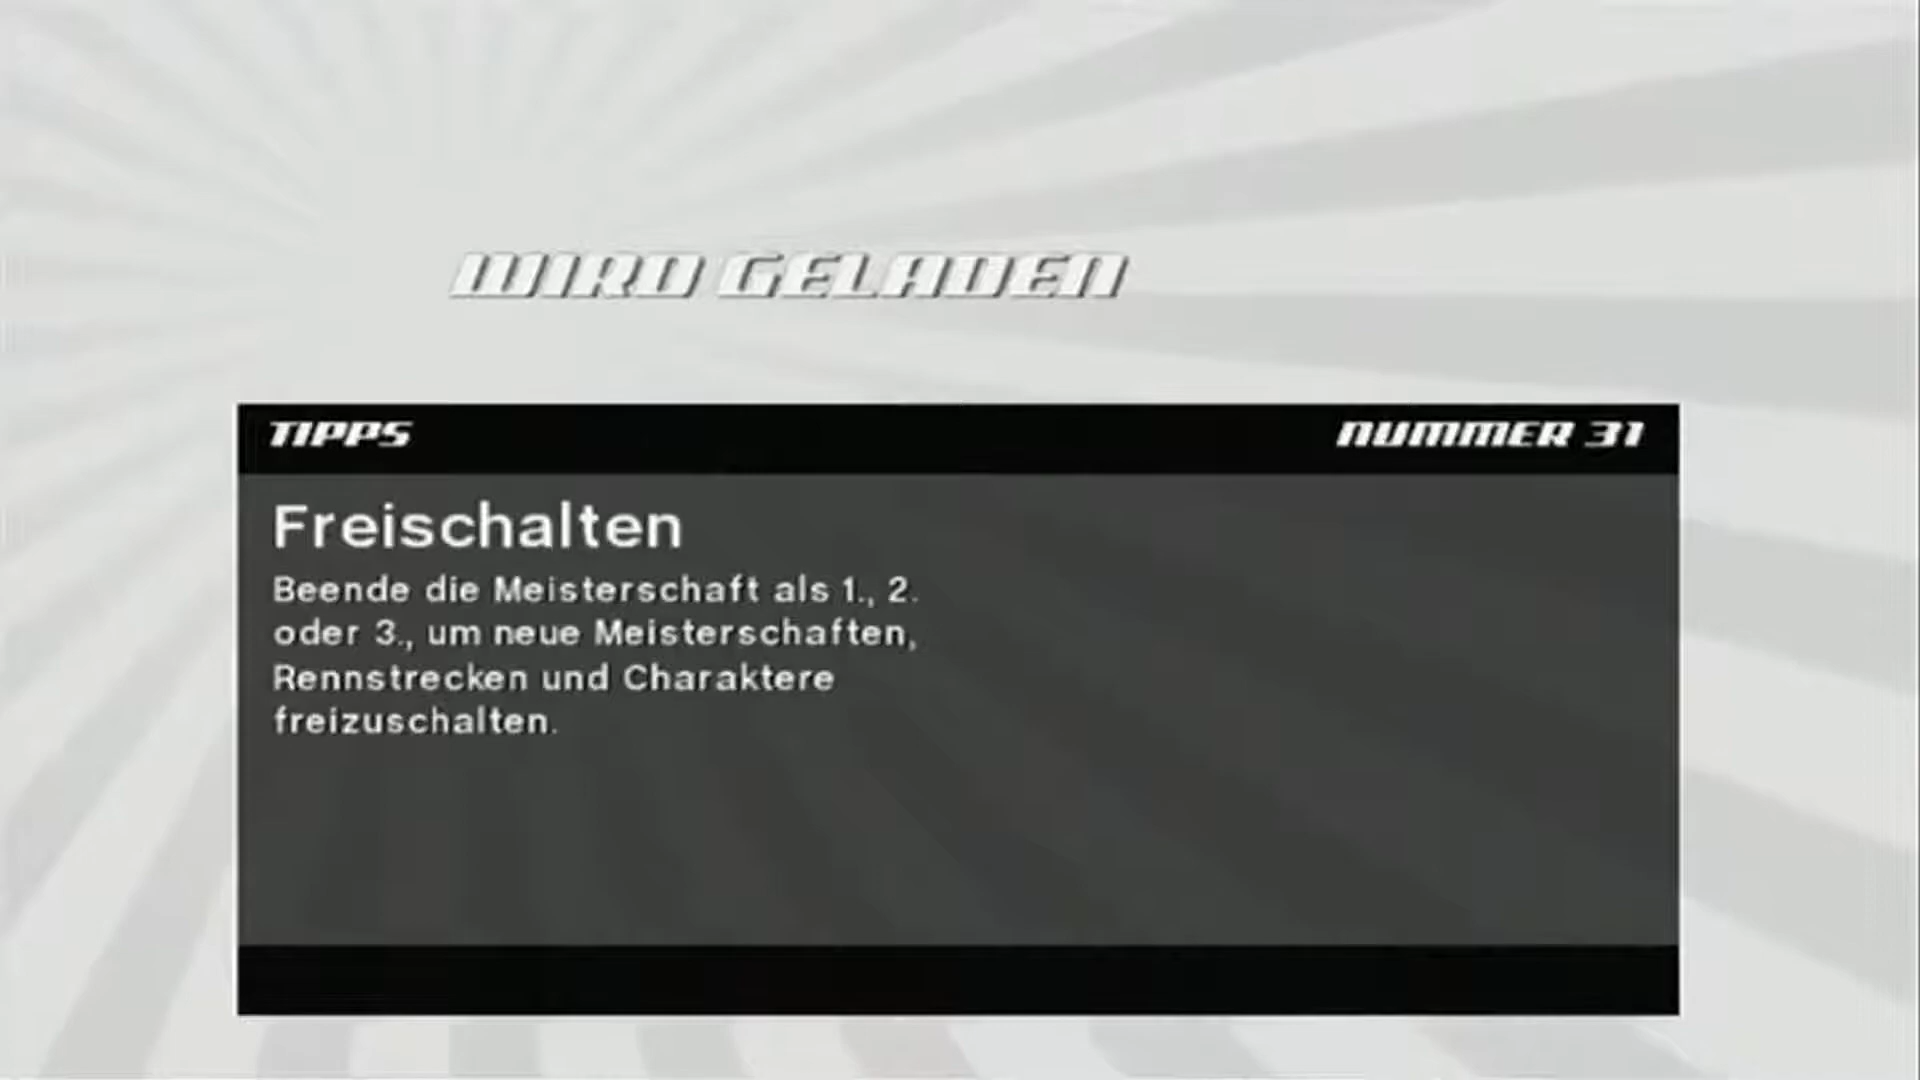 WIRD GELADEN
TIPPS
NUMMER 31
Freischalten
Beende die Meisterschaft als 1., 2.
oder 3., um neue Meisterschaften,
Rennstrecken und Charaktere
freizuschalten.